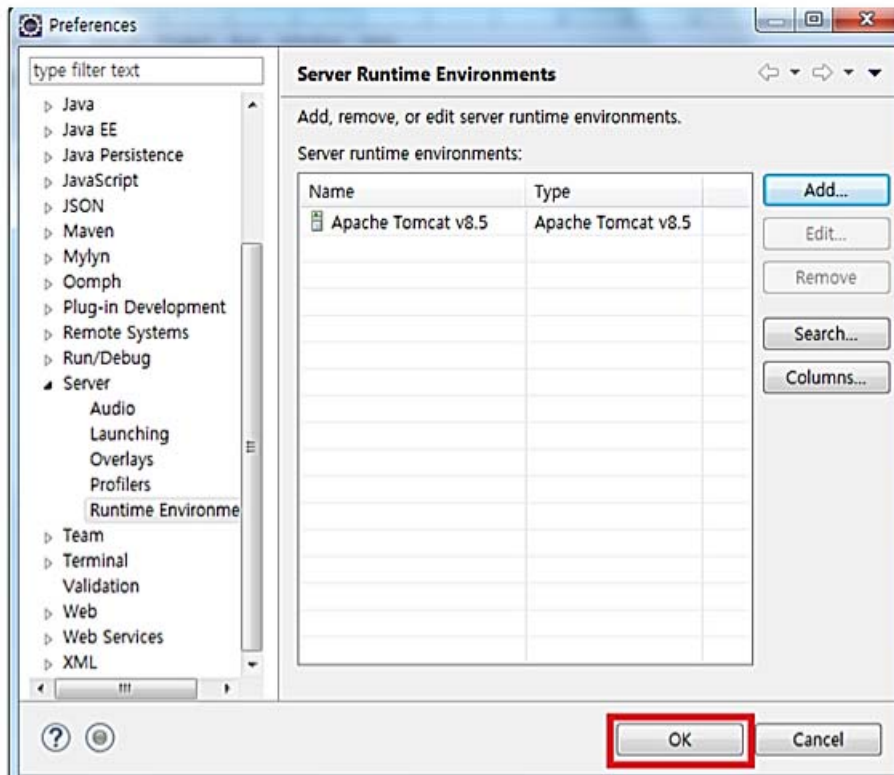 Preferences
type filter text
Java
Java EE
Java Persistence
JavaScript
JSON
Maven
Mylyn
Oomph
Plug-in Development
Remote Systems
Run/Debug
Server
Audio
Launching
Overlays
Profilers
Runtime Environme
Team
Terminal
Validation
Web
Web Services
XML
Server Runtime Environments
Add, remove, or edit server runtime environments.
Server runtime environments:
Name Type
Apache Tomcat v8.5 Apache Tomcat v8.5
Add...
Edit...
Remove
Search...
Columns...
OK Cancel